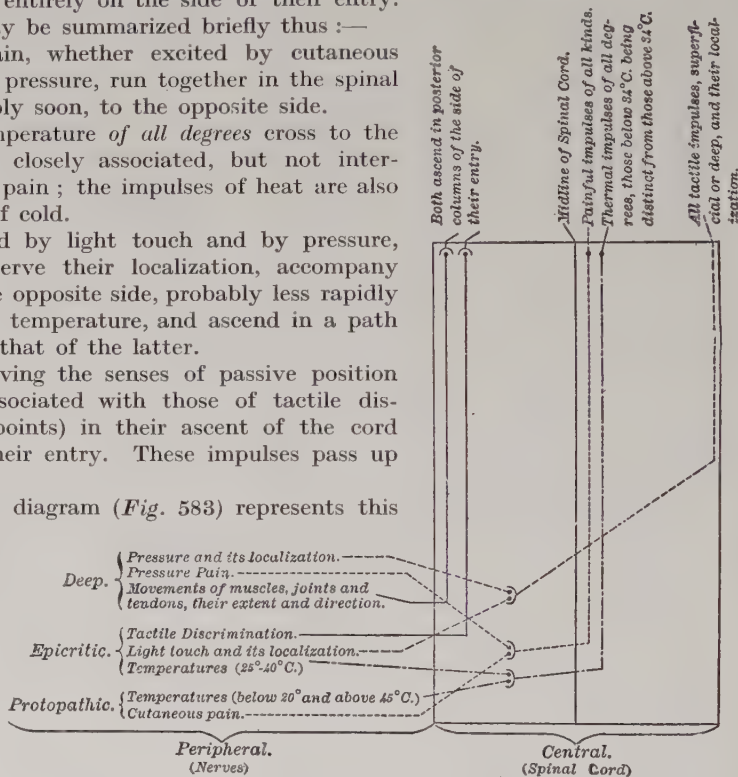 entirely on the side of their entry.
y be summarized briefly thus :—
ain, whether excited by cutaneous
pressure, run together in the spinal
bly soon, to the opposite side.
mperature of all degrees cross to the
closely associated, but not inter-
pain ; the impulses of heat are also
f cold.
d by light touch and by pressure,
erve their localization, accompany
e opposite side, probably less rapidly
temperature, and ascend in a path
that of the latter.
ving the senses of passive position
sociated with those of tactile dis-
points) in their ascent of the cord
heir entry. These impulses pass up
diagram (Fig. 583) represents this
Both ascend in posterior
columns of the side of
their entry.
Midline of Spinal Cord.
Painful impulses of all kinds.
Thermal impulses of all deg-
rees, those below 34°C. being
distinct from those above 34°C.
All tactile impulses, superfi-
cial or deep, and their local-
ization.
Deep.
Pressure and its localization.
Pressure Pain.
Movements of muscles, joints and
tendons, their extent and direction.
Epicritic.
Tactile Discrimination.
Light touch and its localization.
Temperatures (25°-40°C.)
Protopathic.
Temperatures (below 20° and above 45°C.)
Cutaneous pain.
Peripheral.
(Nerves)
Central.
(Spinal Cord)